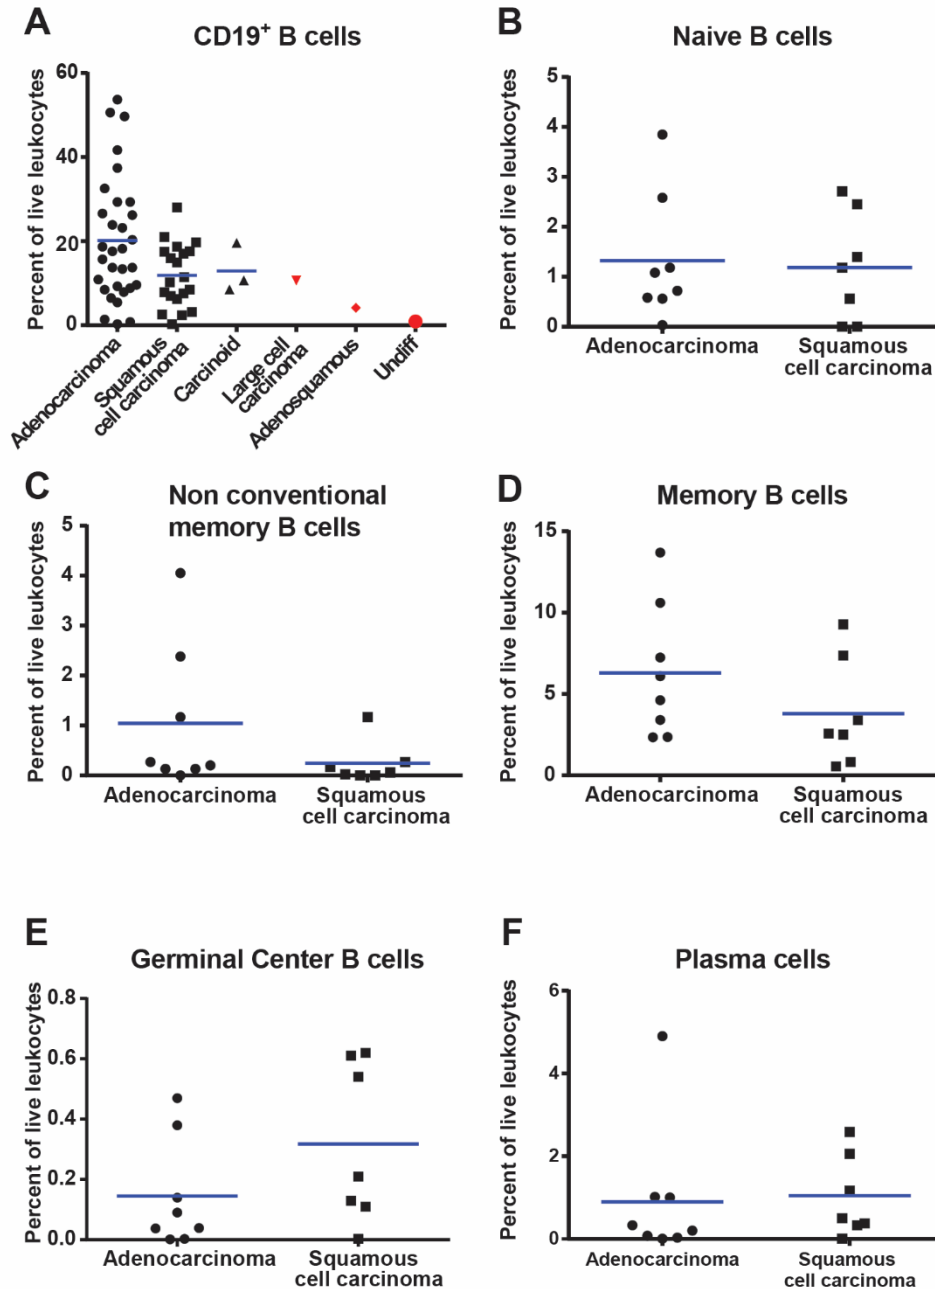 A
CD19+ B cells
Percent of live leukocytes
60
40
20
0
Adenocarcinoma
Squamous
cell carcinoma
Carcinoid
Large cell
carcinoma
Adenosquamous
Undiff
B
Naive B cells
Percent of live leukocytes
5
4
3
2
1
0
Adenocarcinoma
Squamous
cell carcinoma
C
Non conventional
memory B cells
Percent of live leukocytes
5
4
3
2
1
0
Adenocarcinoma
Squamous
cell carcinoma
D
Memory B cells
Percent of live leukocytes
15
10
5
0
Adenocarcinoma
Squamous
cell carcinoma
E
Germinal Center B cells
Percent of live leukocytes
0.8
0.6
0.4
0.2
0.0
Adenocarcinoma
Squamous
cell carcinoma
F
Plasma cells
Percent of live leukocytes
6
4
2
0
Adenocarcinoma
Squamous
cell carcinoma